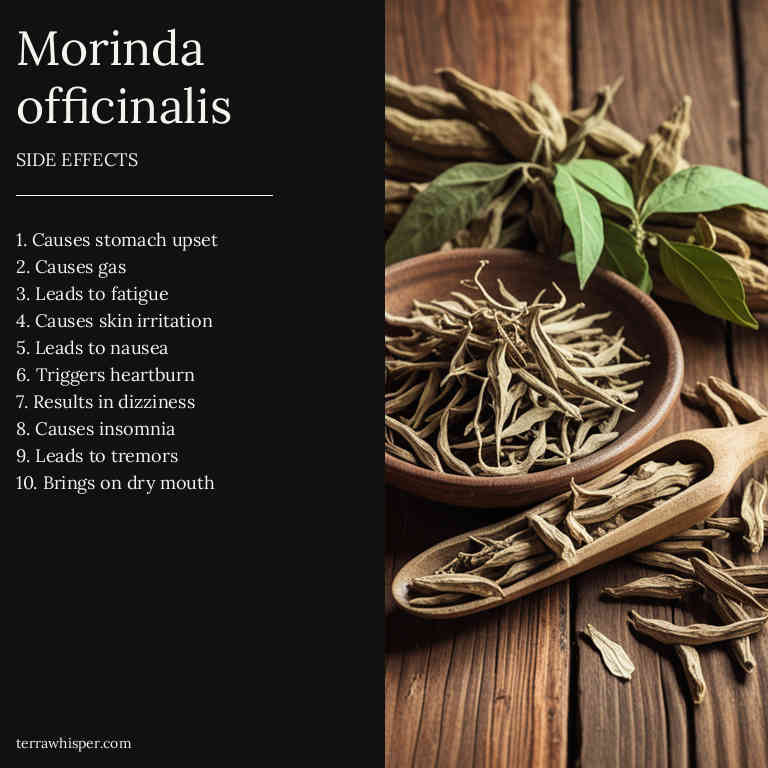 Morinda
officinalis
SIDE EFFECTS
1. Causes stomach upset
2. Causes gas
3. Leads to fatigue
4. Causes skin irritation
5. Leads to nausea
6. Triggers heartburn
7. Results in dizziness
8. Causes insomnia
9. Leads to tremors
10. Brings on dry mouth
terrawhisper.com